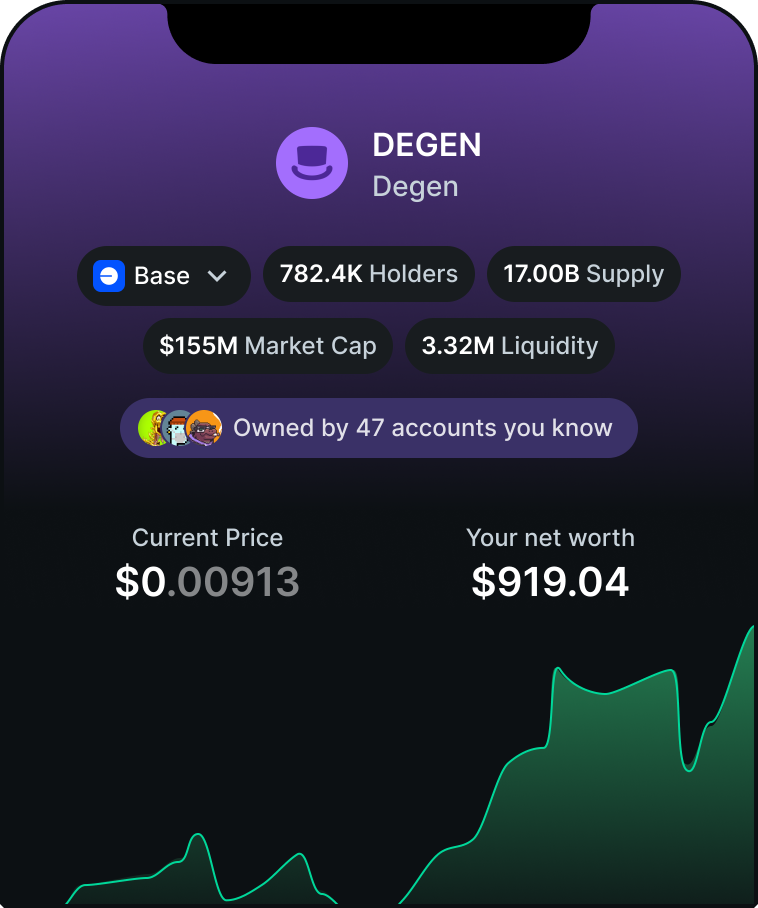 DEGEN
Degen
Base
782.4K Holders
17.00B Supply
$155M Market Cap
3.32M Liquidity
Owned by 47 accounts you know
Current Price
$0.00913
Your net worth
$919.04